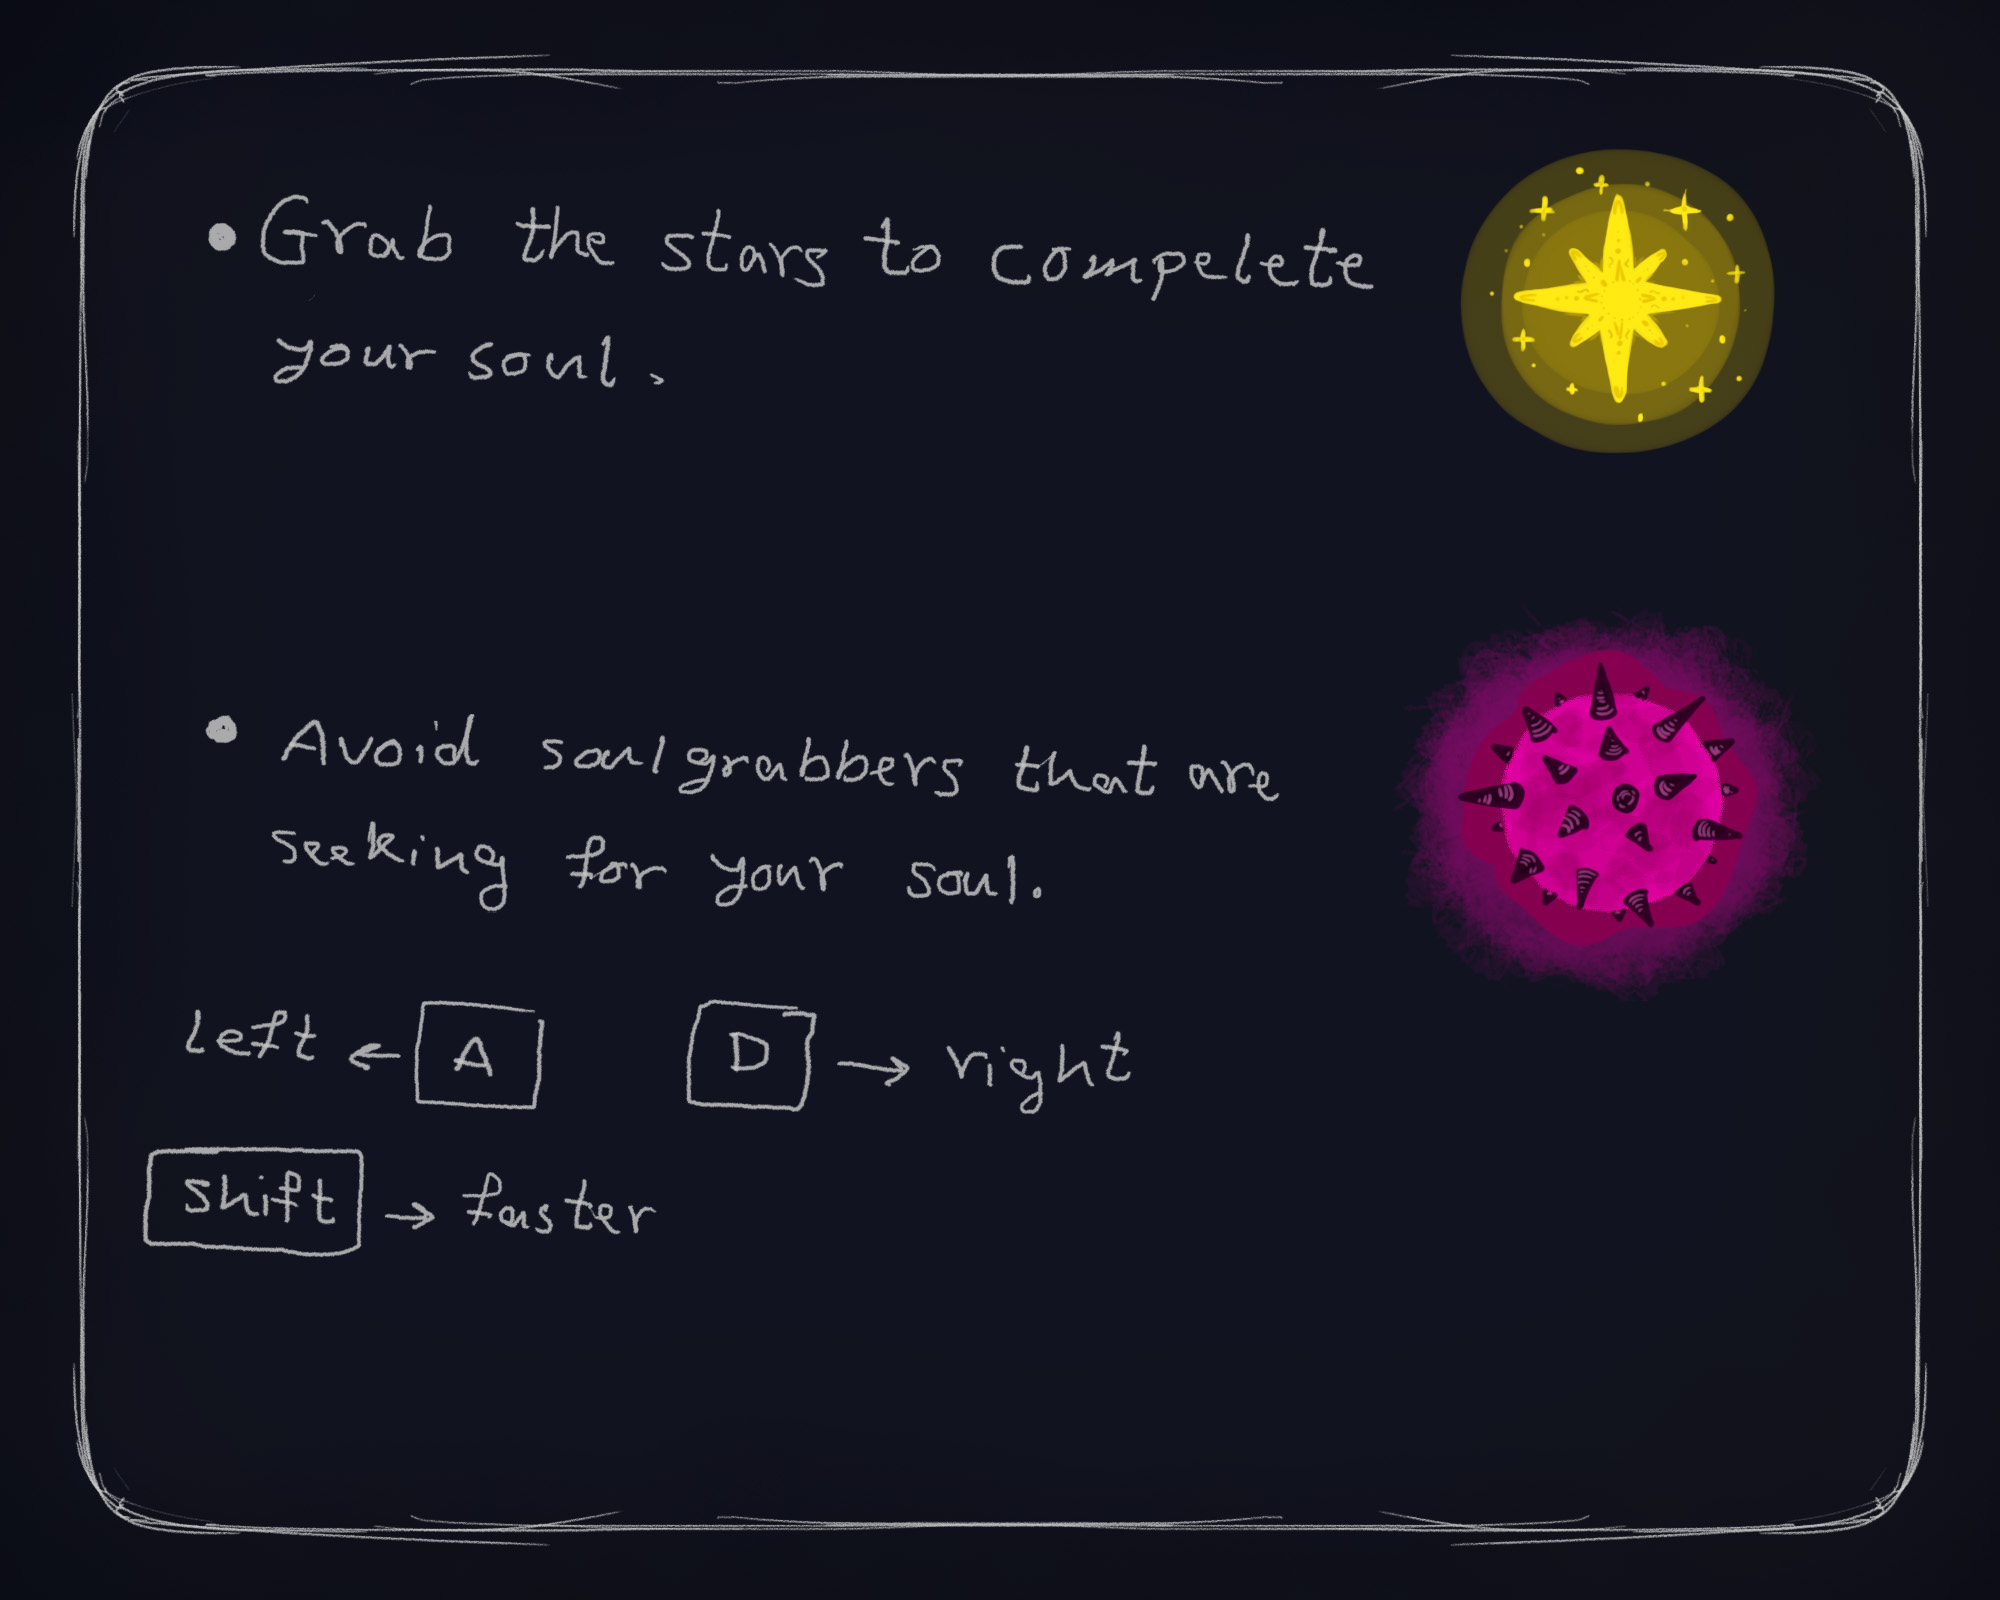 • Grab the stars to compelete
your soul.
• Avoid soulgrabbers that are
seeking for your soul.
left ← A D → right
shift → faster